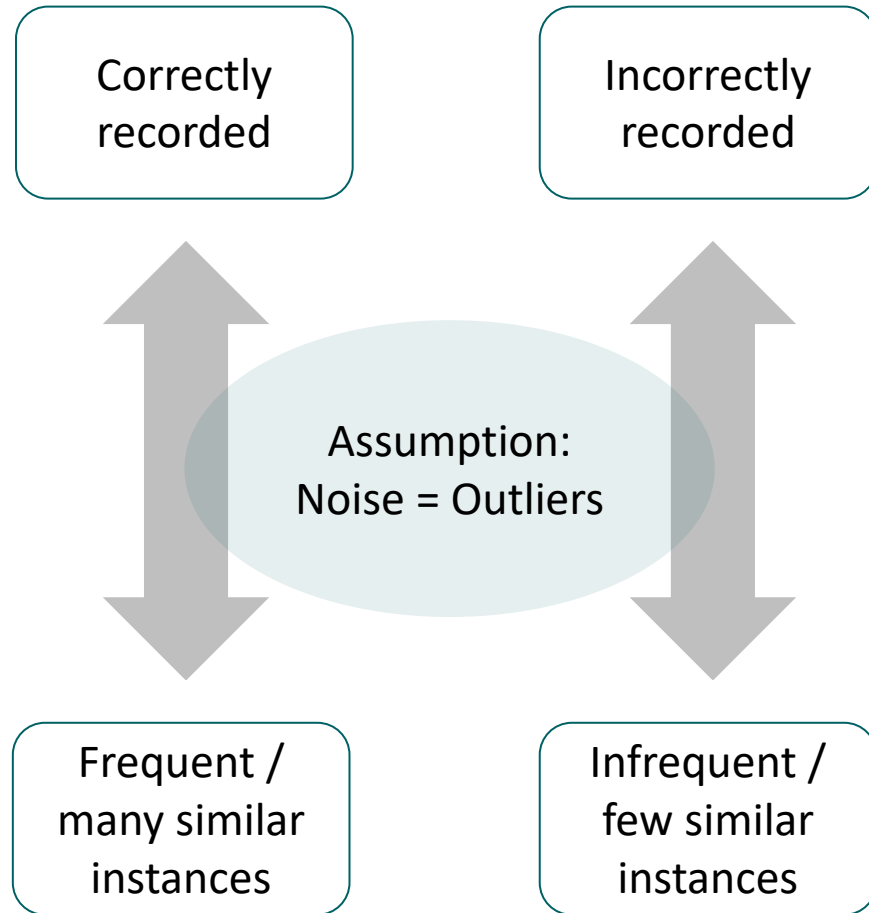 Correctly
recorded
Incorrectly
recorded
Assumption:
Noise = Outliers
Frequent /
many similar
instances
Infrequent /
few similar
instances